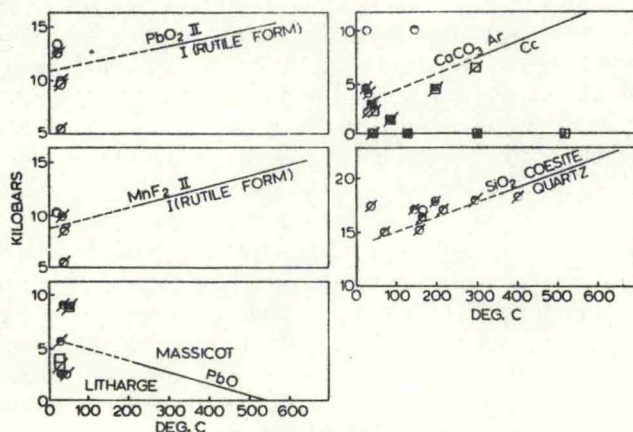 KILOBARS
15
10
5
PbO₂ II
I (RUTILE FORM)
15
10
5
MnF₂ II
I (RUTILE FORM)
10
5
0
MASSICOT
PbO
LITHARGE
0 100 200 300 400 500 600
DEG. C
10
5
0
CaCO₃ Ar
Cc
20
15
10
SiO₂ COESITE
QUARTZ
0 100 200 300 400 500 600
DEG. C